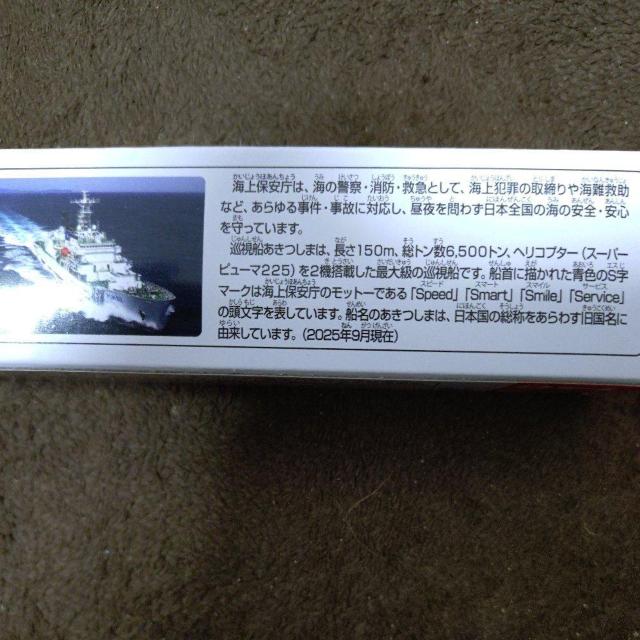 海上保安庁は、海の警察・消防・救急として、海上犯罪の取締りや海難救助
など、あらゆる事件・事故に対応し、昼夜を問わず日本全国の海の安全・安心
を守っています。
巡視船あきつしまは、長さ150m、総トン数6,500トン ヘリコプター(スーパー
ピューマ225)を2機搭載した最大級の巡視船です。船首に描かれた青色のS字
マークは海上保安庁のモットーである「Speed」「Smart」「Smile」「Service」
の頭文字を表しています。船名のあきつしまは、日本国の総称をあらわす旧国名に
由来しています。(2025年9月現在)